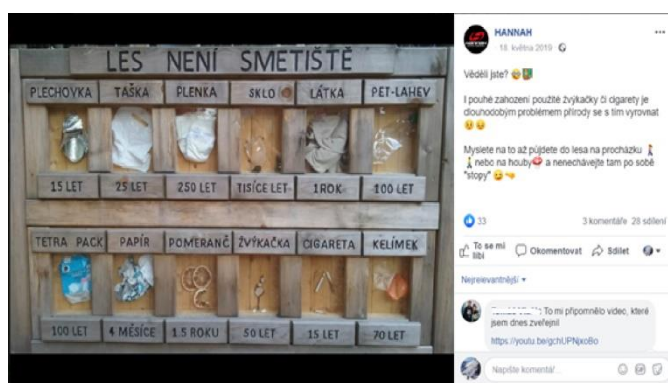 LES NENÍ SMETIŠTĚ
PLECHOVKA TAŠKA PLENKA SKLO LÁTKA PET-LAHEV
15 LET 25 LET 250 LET TISÍCE LET 1 ROK 100 LET
TETRA PACK PAPÍR POMERANČ ŽVÝKAČKA CIGARETA KELÍMEK
100 LET 4 MĚSÍCE 1.5 ROKU 50 LET 15 LET 70 LET
HANNAH
18. května 2019
Věděli jste?
I pouhé zahození použité žvýkačky či cigarety je
dlouhodobým problémem přírody se s tím vyrovnat
Myslete na to až půjdete do lesa na procházku
nebo na houby a nenechávejte tam po sobě
"stopy"
33
3 komentáře 28 sdílení
To se mi líbí
Okomentovat
Sdílet
Nejrelevantnější
To mi připomnělo video, které
jsem dnes zveřejnil
https://youtu.be/gchUPNjxoBo
Napište komentář...